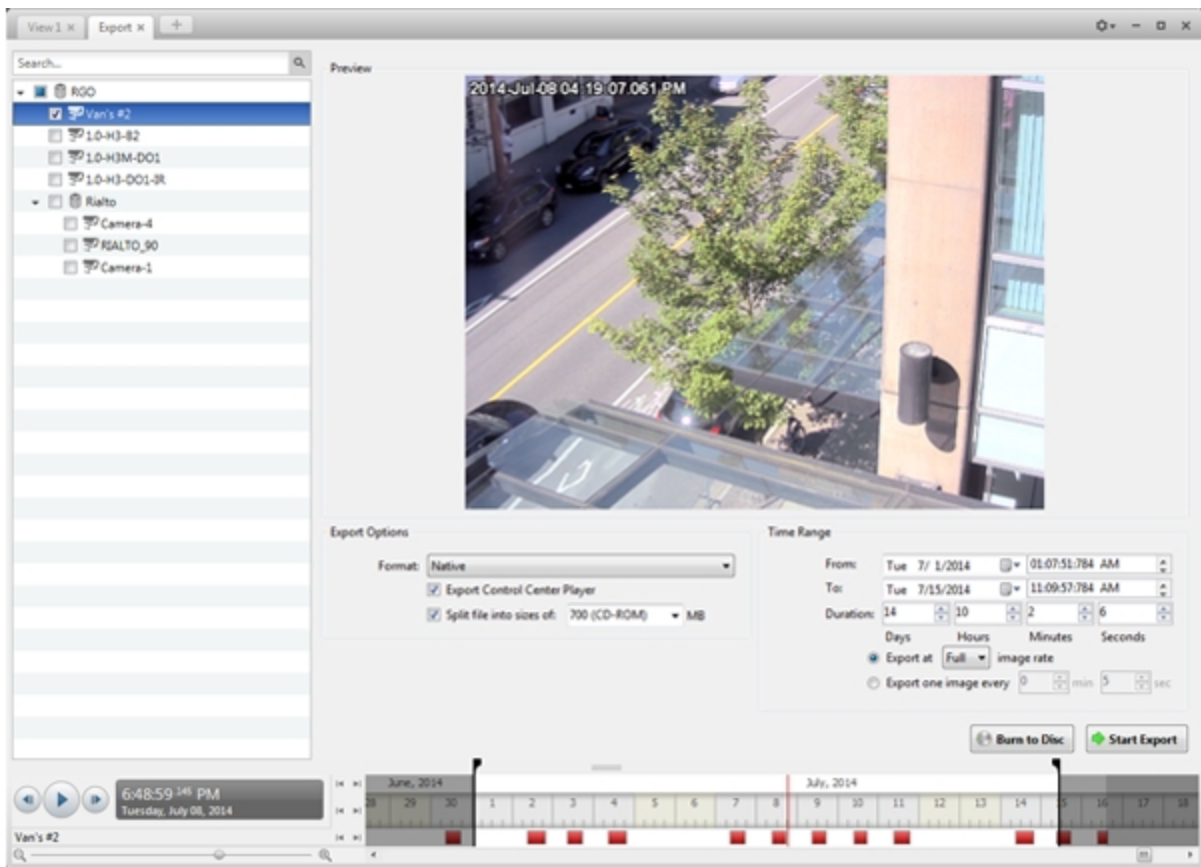 View 1 × Export × +
Search...
Preview
RGO
Van's #2
1.0-H3-B2
1.0-H3M-DO1
1.0-H3-DO1-IR
Rialto
Camera-4
RIALTO_90
Camera-1
2014-Jul-08 04 19 07.061 PM
Export Options
Format: Native
Export Control Center Player
Split file into sizes of: 700 (CD-ROM) MB
Time Range
From: Tue 7/ 1/2014 01:07:51:784 AM
To: Tue 7/15/2014 11:09:57:784 AM
Duration: 14 10 2 6
Days Hours Minutes Seconds
Export at Full image rate
Export one image every 0 min 5 sec
Burn to Disc Start Export
6:48:59.146 PM
Tuesday, July 08, 2014
June, 2014 July, 2014
28 29 30 1 2 3 4 5 6 7 8 9 10 11 12 13 14 15 16 17 18
Van's #2